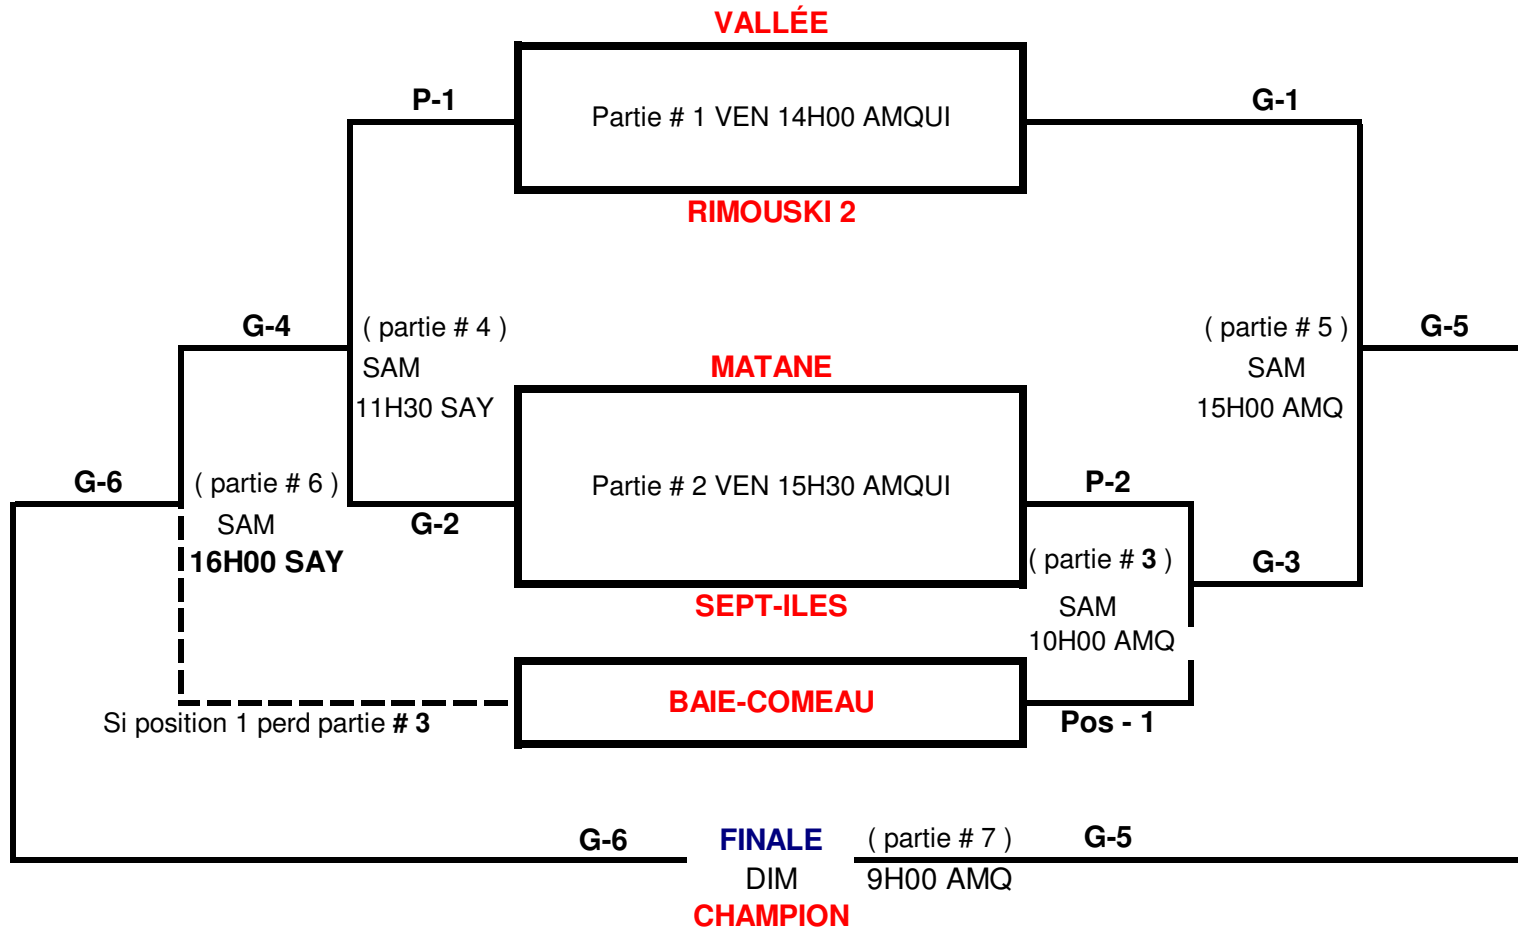 VALLÉE
P-1
Partie # 1 VEN 14H00 AMQUI
G-1
RIMOUSKI 2
G-4
( partie # 4 )
SAM
11H30 SAY
MATANE
( partie # 5 )
SAM
15H00 AMQ
G-5
G-6
( partie # 6 )
SAM
16H00 SAY
G-2
Partie # 2 VEN 15H30 AMQUI
P-2
( partie # 3 )
SAM
10H00 AMQ
G-3
SEPT-ILES
BAIE-COMEAU
Pos - 1
Si position 1 perd partie # 3
G-6
FINALE
( partie # 7 )
G-5
DIM
9H00 AMQ
CHAMPION